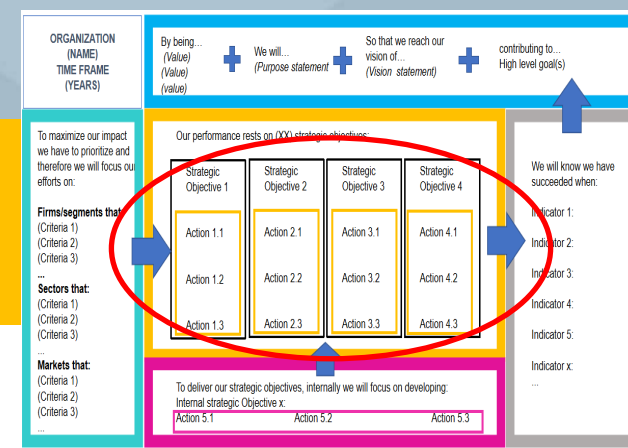 ORGANIZATION
(NAME)
TIME FRAME
(YEARS)
By being…
(Value)
(Value)
(value)
We will…
(Purpose statement
So that we reach our
vision of…
(Vision statement)
contributing to…
High level goal(s)
To maximize our impact
we have to prioritize and
therefore we will focus our
efforts on:
Firms/segments that
(Criteria 1)
(Criteria 2)
(Criteria 3)
...
Sectors that:
(Criteria 1)
(Criteria 2)
(Criteria 3)
...
Markets that:
(Criteria 1)
(Criteria 2)
(Criteria 3)
...
Our performance rests on (XX) strategic objectives:
Strategic
Objective 1
Action 1.1
Action 1.2
Action 1.3
Strategic
Objective 2
Action 2.1
Action 2.2
Action 2.3
Strategic
Objective 3
Action 3.1
Action 3.2
Action 3.3
Strategic
Objective 4
Action 4.1
Action 4.2
Action 4.3
To deliver our strategic objectives, internally we will focus on developing:
Internal strategic Objective x:
Action 5.1 Action 5.2 Action 5.3
We will know we have
succeeded when:
Indicator 1:
Indicator 2:
Indicator 3:
Indicator 4:
Indicator 5:
Indicator x:
...